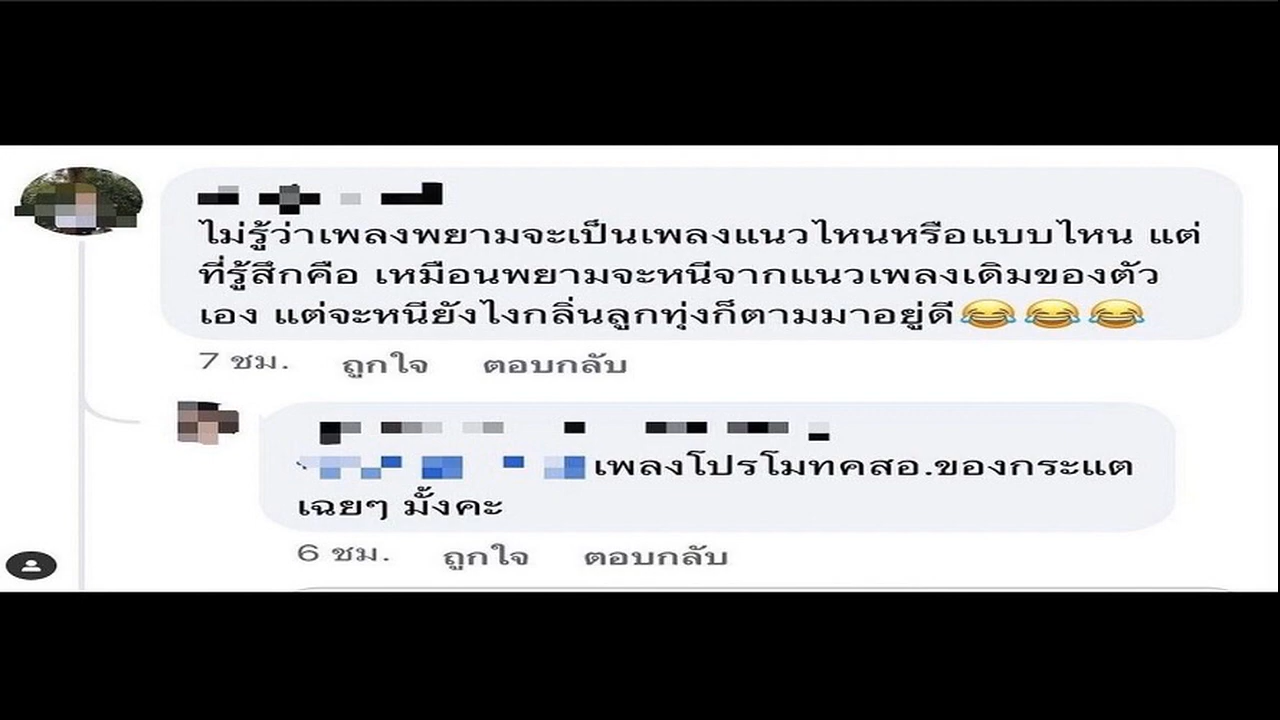 ไม่รู้ว่าเพลงพยามจะเป็นเพลงแนวไหนหรือแบบไหน แต่
ที่รู้สึกคือ เหมือนพยามจะหนีจากแนวเพลงเดิมของตัว
เอง แต่จะหนียังไงกลิ่นลูกทุ่งก็ตามมาอยู่ดี😂😂😂
7 ชม. ถูกใจ ตอบกลับ
เพลงโปรโมทคสอ.ของกระแต
เฉยๆ มั้งคะ
6 ชม. ถูกใจ ตอบกลับ